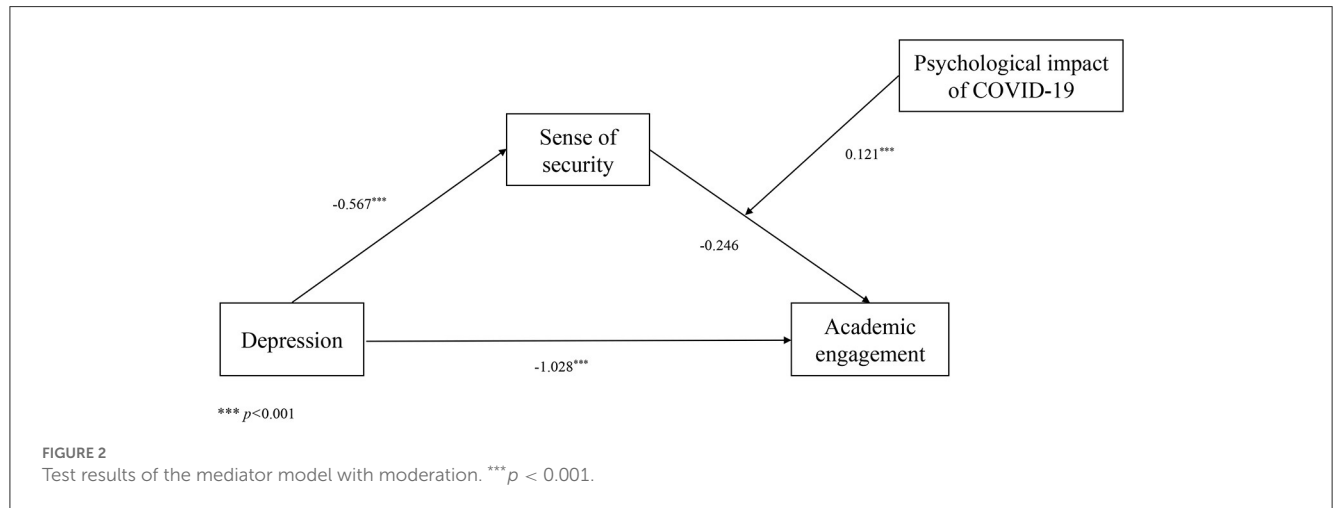 Psychological impact
of COVID-19
Sense of
security
0.121***
-0.567***
-0.246
Depression
Academic
engagement
-1.028***
*** p<0.001
FIGURE 2
Test results of the mediator model with moderation. ***p < 0.001.